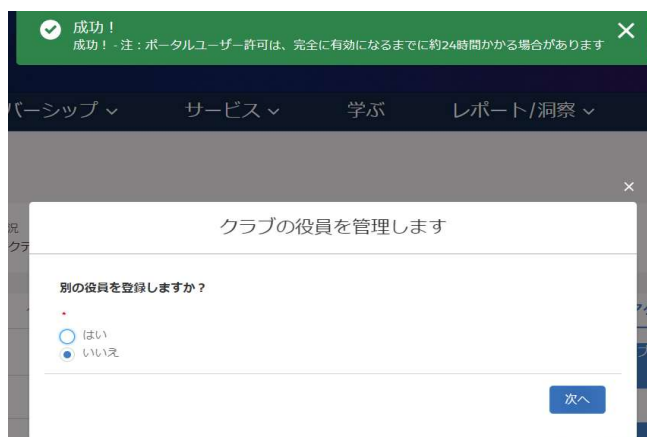 成功！
成功！ - 注：ポータルユーザー許可は、完全に有効になるまでに約24時間かかる場合があります
バーシップ
サービス
学ぶ
レポート/洞察
況
クテ
クラブの役員を管理します
別の役員を登録しますか？
*
はい
いいえ
次へ